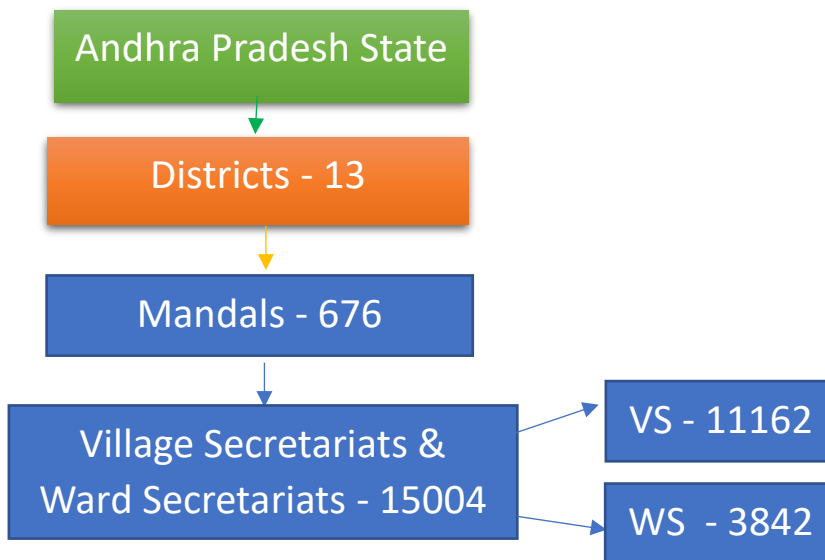 Andhra Pradesh State
Districts - 13
Mandals - 676
Village Secretariats &
Ward Secretariats - 15004
VS - 11162
WS - 3842